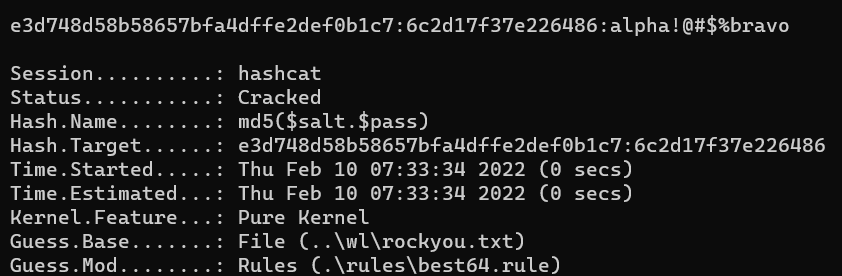 e3d748d58b58657bfa4dffe2def0b1c7:6c2d17f37e226486:alpha!@#$%bravo
Session..........: hashcat
Status...........: Cracked
Hash.Name........: md5($salt.$pass)
Hash.Target......: e3d748d58b58657bfa4dffe2def0b1c7:6c2d17f37e226486
Time.Started.....: Thu Feb 10 07:33:34 2022 (0 secs)
Time.Estimated...: Thu Feb 10 07:33:34 2022 (0 secs)
Kernel.Feature...: Pure Kernel
Guess.Base.......: File (..\wl\rockyou.txt)
Guess.Mod........: Rules (.\rules\best64.rule)